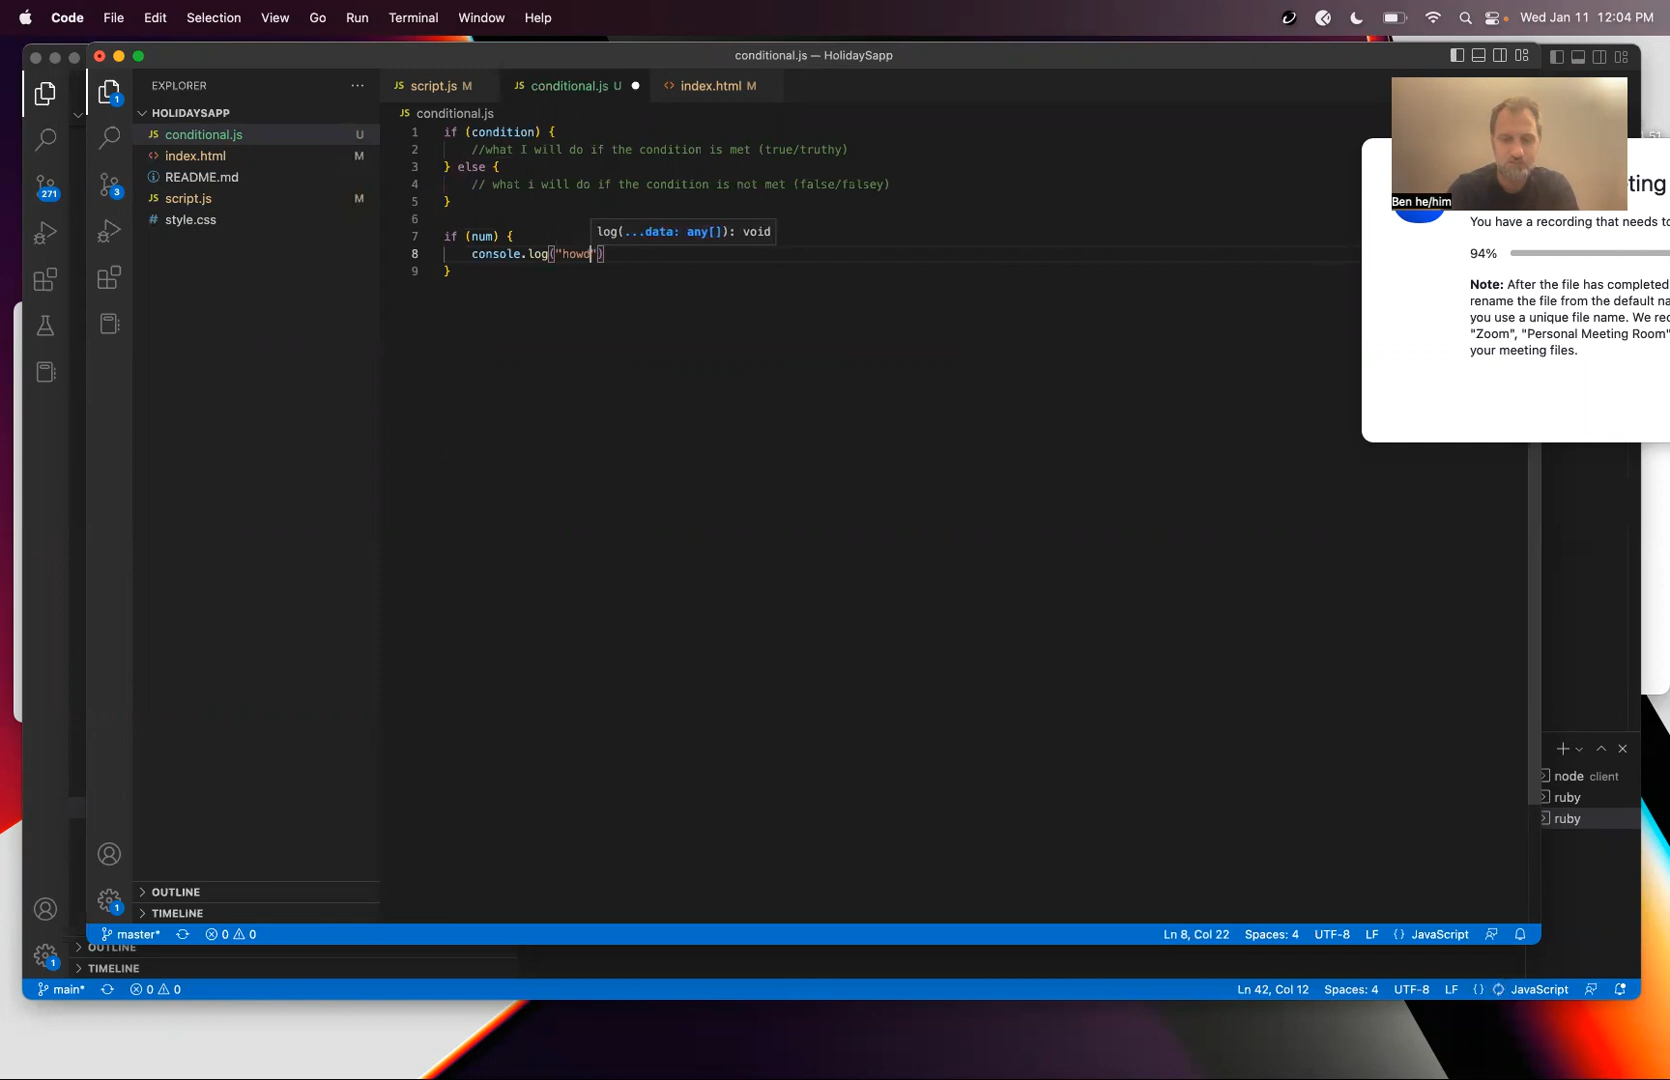 Code File Edit Selection View Go Run Terminal Window Help Wed Jan 11 12:04 PM
conditional.js — HolidaySapp
EXPLORER ...
script.js M conditional.js U index.html M
HOLIDAYSAPP
conditional.js U
index.html M
README.md
script.js M
style.css
conditional.js
1 if (condition) {
2 //what I will do if the condition is met (true/truthy)
3 } else {
4 // what i will do if the condition is not met (false/falsey)
5 }
6
log(...data: any[]): void
7 if (num) {
8 console.log("howd")
9 }
1
3
271
Ben he/him
eting
You have a recording that needs to
94%
Note: After the file has completed
rename the file from the default na
you use a unique file name. We rec
"Zoom", "Personal Meeting Room"
your meeting files.
node client
ruby
ruby
OUTLINE
TIMELINE
1
master* 0 0 Ln 8, Col 22 Spaces: 4 UTF-8 LF {} JavaScript
OUTLINE
TIMELINE
1
main* 0 0 Ln 42, Col 12 Spaces: 4 UTF-8 LF {} JavaScript